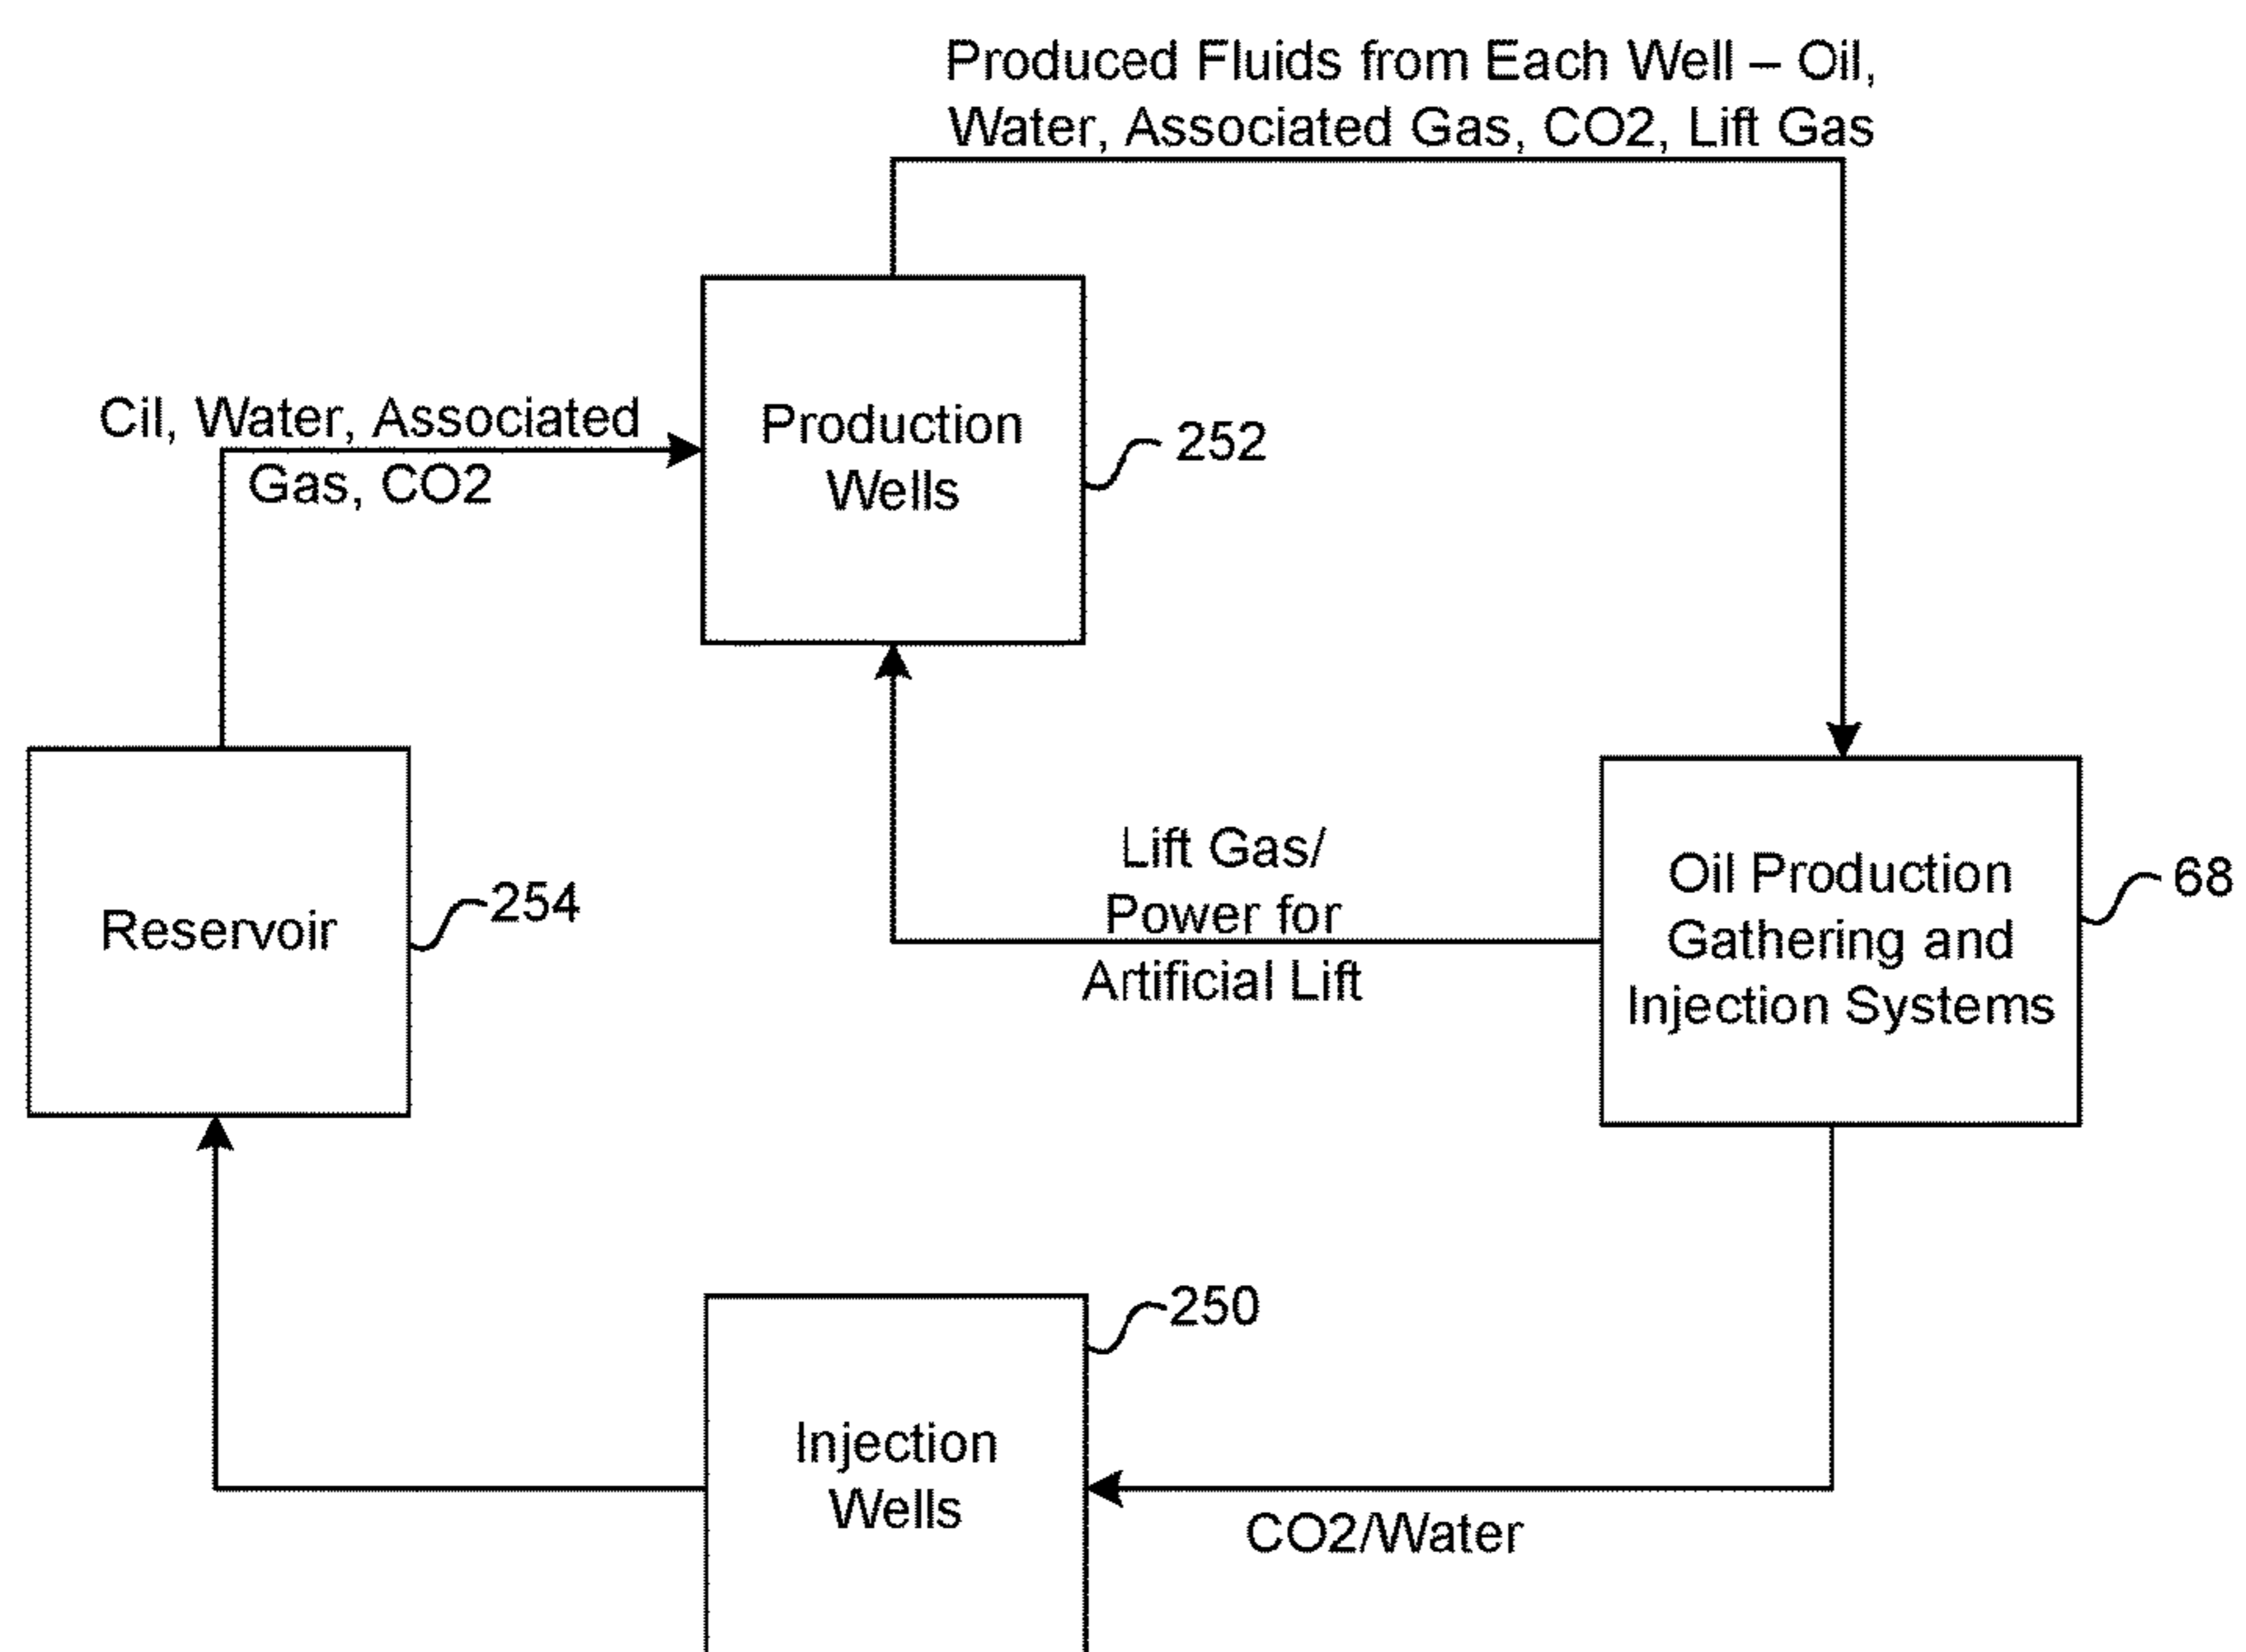 Produced Fluids from Each Well – Oil,
Water, Associated Gas, CO2, Lift Gas
Cil, Water, Associated
Gas, CO2
Production
Wells
252
Reservoir
254
Lift Gas/
Power for
Artificial Lift
Oil Production
Gathering and
Injection Systems
68
Injection
Wells
250
CO2/Water